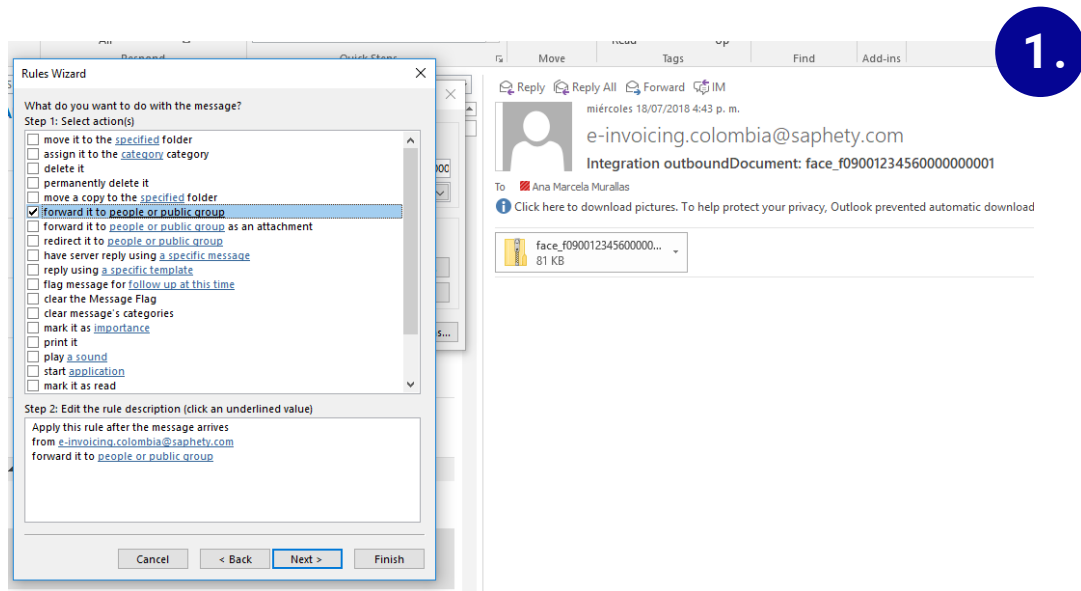 1.
Respond
Quick Steps
Move
Tags
Find
Add-ins
Rules Wizard
What do you want to do with the message?
Step 1: Select action(s)
move it to the specified folder
assign it to the category category
delete it
permanently delete it
move a copy to the specified folder
forward it to people or public group
forward it to people or public group as an attachment
redirect it to people or public group
have server reply using a specific message
reply using a specific template
flag message for follow up at this time
clear the Message Flag
clear message's categories
mark it as importance
print it
play a sound
start application
mark it as read
Step 2: Edit the rule description (click an underlined value)
Apply this rule after the message arrives
from e-invoicing.colombia@saphety.com
forward it to people or public group
Cancel
< Back
Next >
Finish
Reply Reply All Forward IM
miércoles 18/07/2018 4:43 p. m.
e-invoicing.colombia@saphety.com
Integration outboundDocument: face_f09001234560000000001
To Ana Marcela Murallas
Click here to download pictures. To help protect your privacy, Outlook prevented automatic download
face_f090012345600000...
81 KB